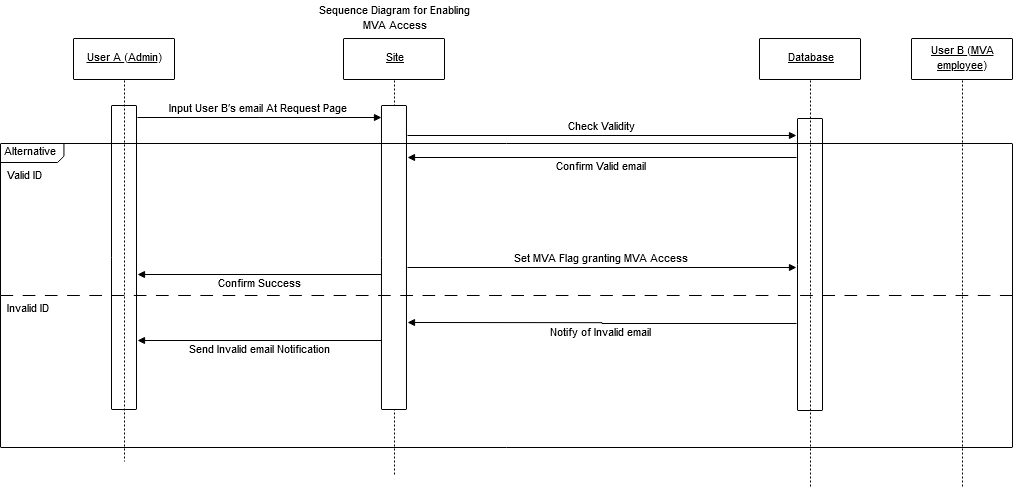 Sequence Diagram for Enabling
MVA Access
User A (Admin)
Site
Database
User B (MVA
employee)
Input User B's email At Request Page
Check Validity
Alternative
Confirm Valid email
Valid ID
Set MVA Flag granting MVA Access
Confirm Success
Invalid ID
Notify of Invalid email
Send Invalid email Notification